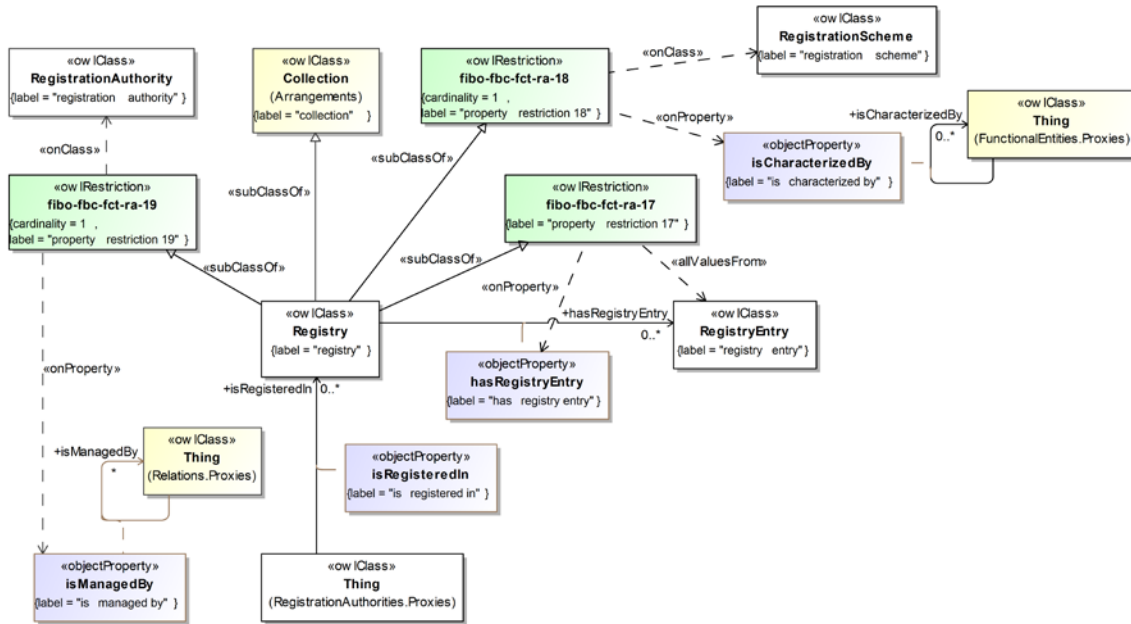 «owlClass»
RegistrationAuthority
{label = "registration authority" }
«owlClass»
Collection
(Arrangements)
{label = "collection" }
«owlRestriction»
fibo-fbc-fct-ra-18
{cardinality = 1 ,
label = "property restriction 18" }
«onClass»
«owlClass»
RegistrationScheme
{label = "registration scheme" }
«onProperty»
+isCharacterizedBy
0..*
«owlClass»
Thing
(FunctionalEntities.Proxies)
«objectProperty»
isCharacterizedBy
{label = "is characterized by" }
«onClass»
«subClassOf»
«subClassOf»
«owlRestriction»
fibo-fbc-fct-ra-19
{cardinality = 1 ,
label = "property restriction 19" }
«owlRestriction»
fibo-fbc-fct-ra-17
{label = "property restriction 17" }
«subClassOf»
«subClassOf»
«onProperty»
«allValuesFrom»
«owlClass»
Registry
{label = "registry" }
+hasRegistryEntry
0..*
«owlClass»
RegistryEntry
{label = "registry entry" }
«objectProperty»
hasRegistryEntry
{label = "has registry entry" }
«onProperty»
+isRegisteredIn
0..*
+isManagedBy
*
«owlClass»
Thing
(Relations.Proxies)
«objectProperty»
isRegisteredIn
{label = "is registered in" }
«objectProperty»
isManagedBy
{label = "is managed by" }
«owlClass»
Thing
(RegistrationAuthorities.Proxies)